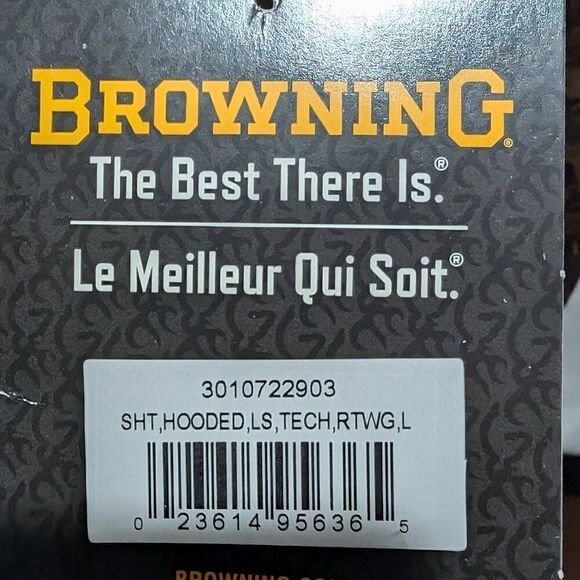 BROWNING®
The Best There Is.®
Le Meilleur Qui Soit.®
3010722903
SHT,HOODED,LS,TECH,RTWG,L
0 23614 95636 5
BROWNING